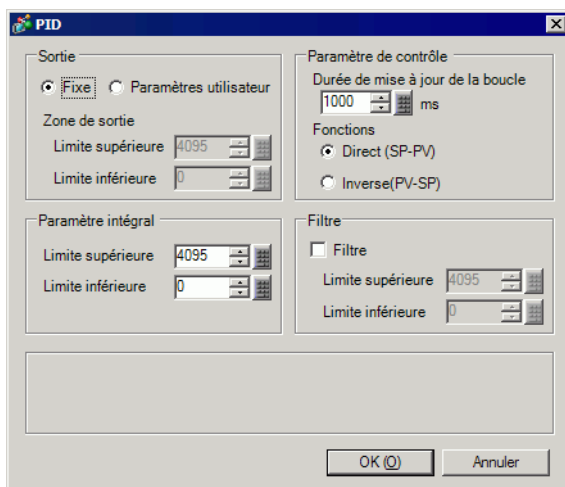 PID
Sortie
Fixe Paramètres utilisateur
Zone de sortie
Limite supérieure 4095
Limite inférieure 0
Paramètre de contrôle
Durée de mise à jour de la boucle
1000 ms
Fonctions
Direct (SP-PV)
Inverse(PV-SP)
Paramètre intégral
Limite supérieure 4095
Limite inférieure 0
Filtre
Filtre
Limite supérieure 4095
Limite inférieure 0
OK (O) Annuler